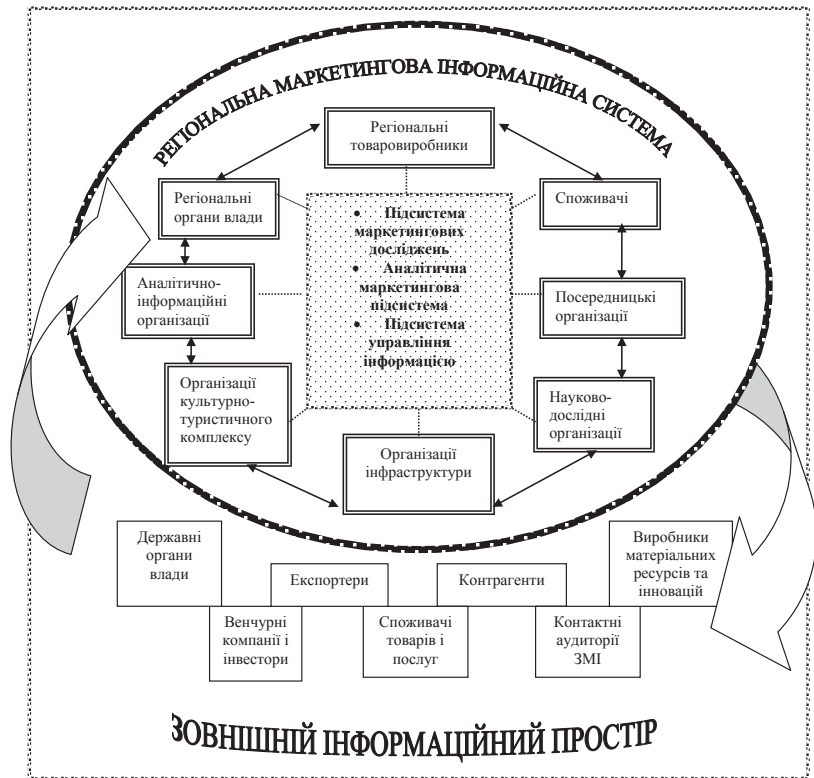 РЕГІОНАЛЬНА МАРКЕТИНГОВА ІНФОРМАЦІЙНА СИСТЕМА
Регіональні
товаровиробники
Регіональні
органи влади
Споживачі
• Підсистема
маркетингових
досліджень
• Аналітична
маркетингова
підсистема
• Підсистема
управління
інформацією
Аналітично-
інформаційні
організації
Посередницькі
організації
Організації
культурно-
туристичного
комплексу
Науково-
дослідні
організації
Організації
інфраструктури
Державні
органи
влади
Експортери
Контрагенти
Виробники
матеріальних
ресурсів та
інновацій
Венчурні
компанії і
інвестори
Споживачі
товарів і
послуг
Контактні
аудиторії
ЗМІ
ЗОВНІШНІЙ ІНФОРМАЦІЙНИЙ ПРОСТІР